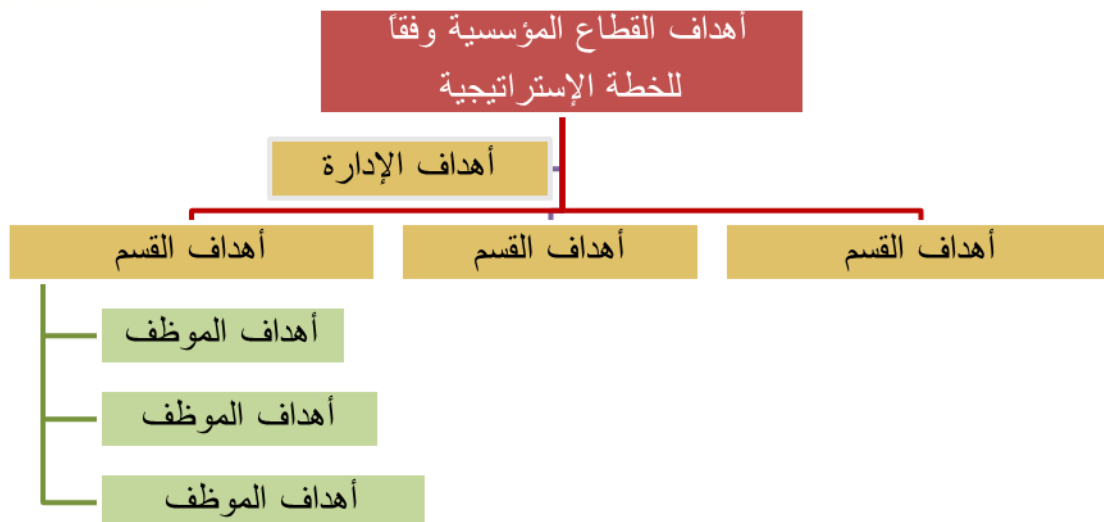 أهداف القطاع المؤسسية وفقاً
للخطة الإستراتيجية
أهداف الإدارة
أهداف القسم
أهداف القسم
أهداف القسم
أهداف الموظف
أهداف الموظف
أهداف الموظف